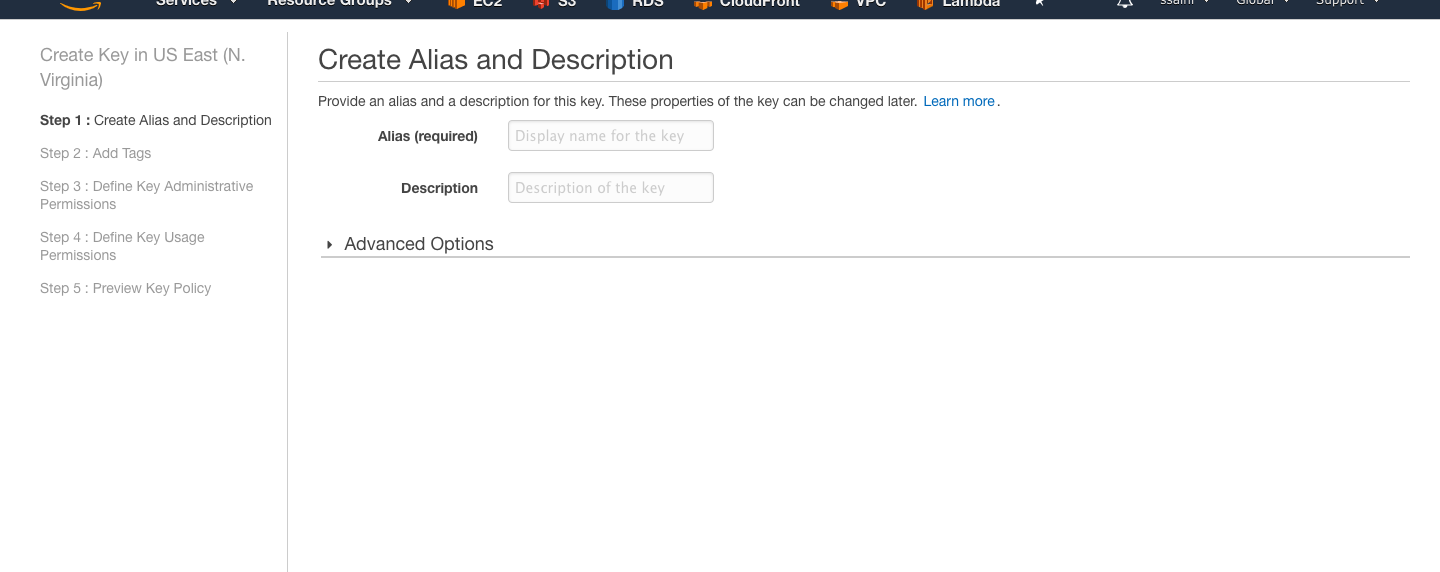 Services Resource Groups EC2 S3 RDS CloudFront VPC Lambda ssaini Global Support
Create Key in US East (N.
Virginia)
Step 1 : Create Alias and Description
Step 2 : Add Tags
Step 3 : Define Key Administrative
Permissions
Step 4 : Define Key Usage
Permissions
Step 5 : Preview Key Policy
Create Alias and Description
Provide an alias and a description for this key. These properties of the key can be changed later. Learn more.
Alias (required) Display name for the key
Description Description of the key
Advanced Options